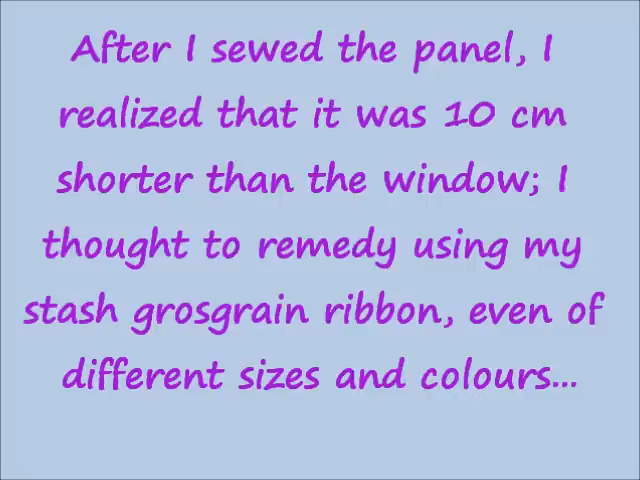 After I sewed the panel, I
realized that it was 10 cm
shorter than the window; I
thought to remedy using my
stash grosgrain ribbon, even of
different sizes and colours...